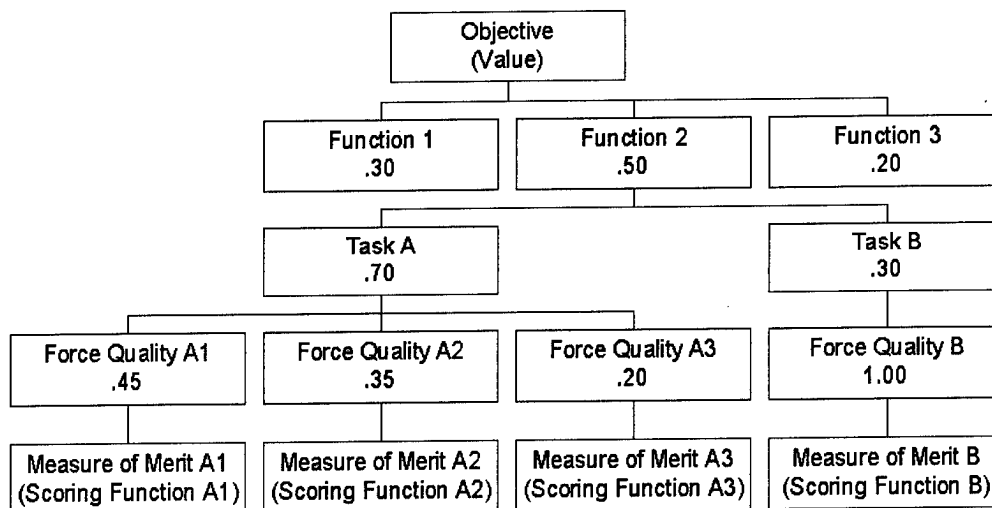 Objective
(Value)
Function 1
.30
Function 2
.50
Function 3
.20
Task A
.70
Task B
.30
Force Quality A1
.45
Force Quality A2
.35
Force Quality A3
.20
Force Quality B
1.00
Measure of Merit A1
(Scoring Function A1)
Measure of Merit A2
(Scoring Function A2)
Measure of Merit A3
(Scoring Function A3)
Measure of Merit B
(Scoring Function B)